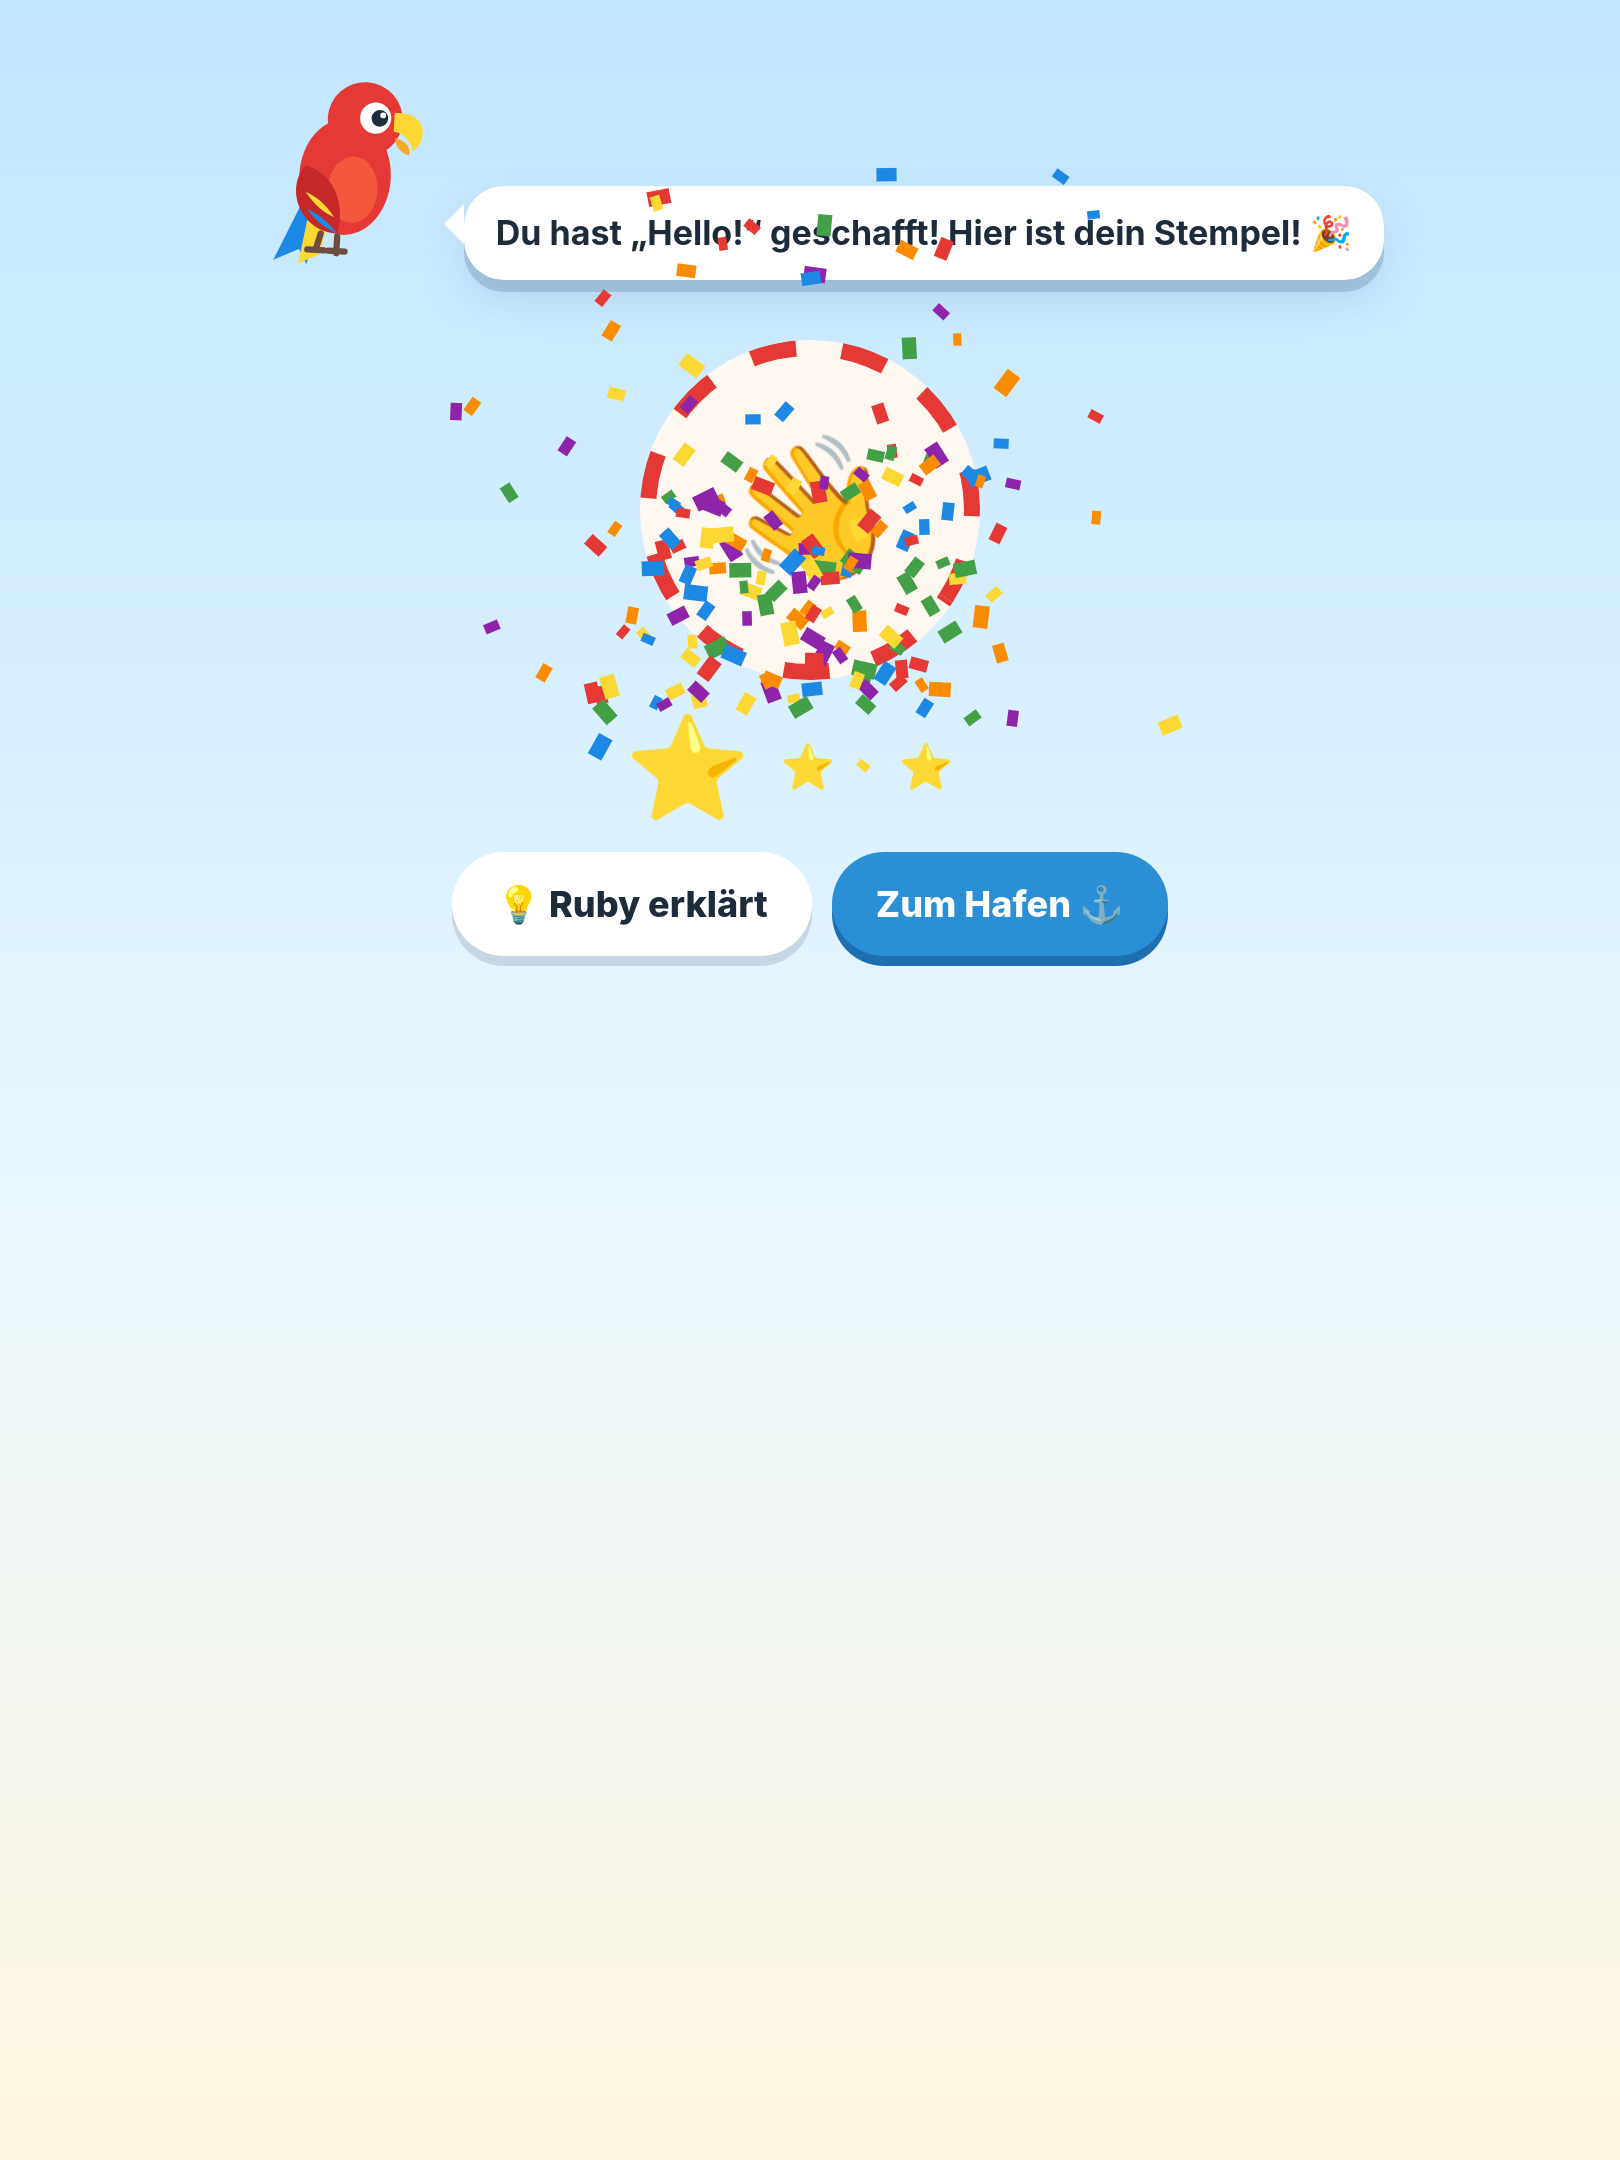 Du hast „Hello!“ geschafft! Hier ist dein Stempel! 🎉
💡 Ruby erklärt
Zum Hafen ⚓